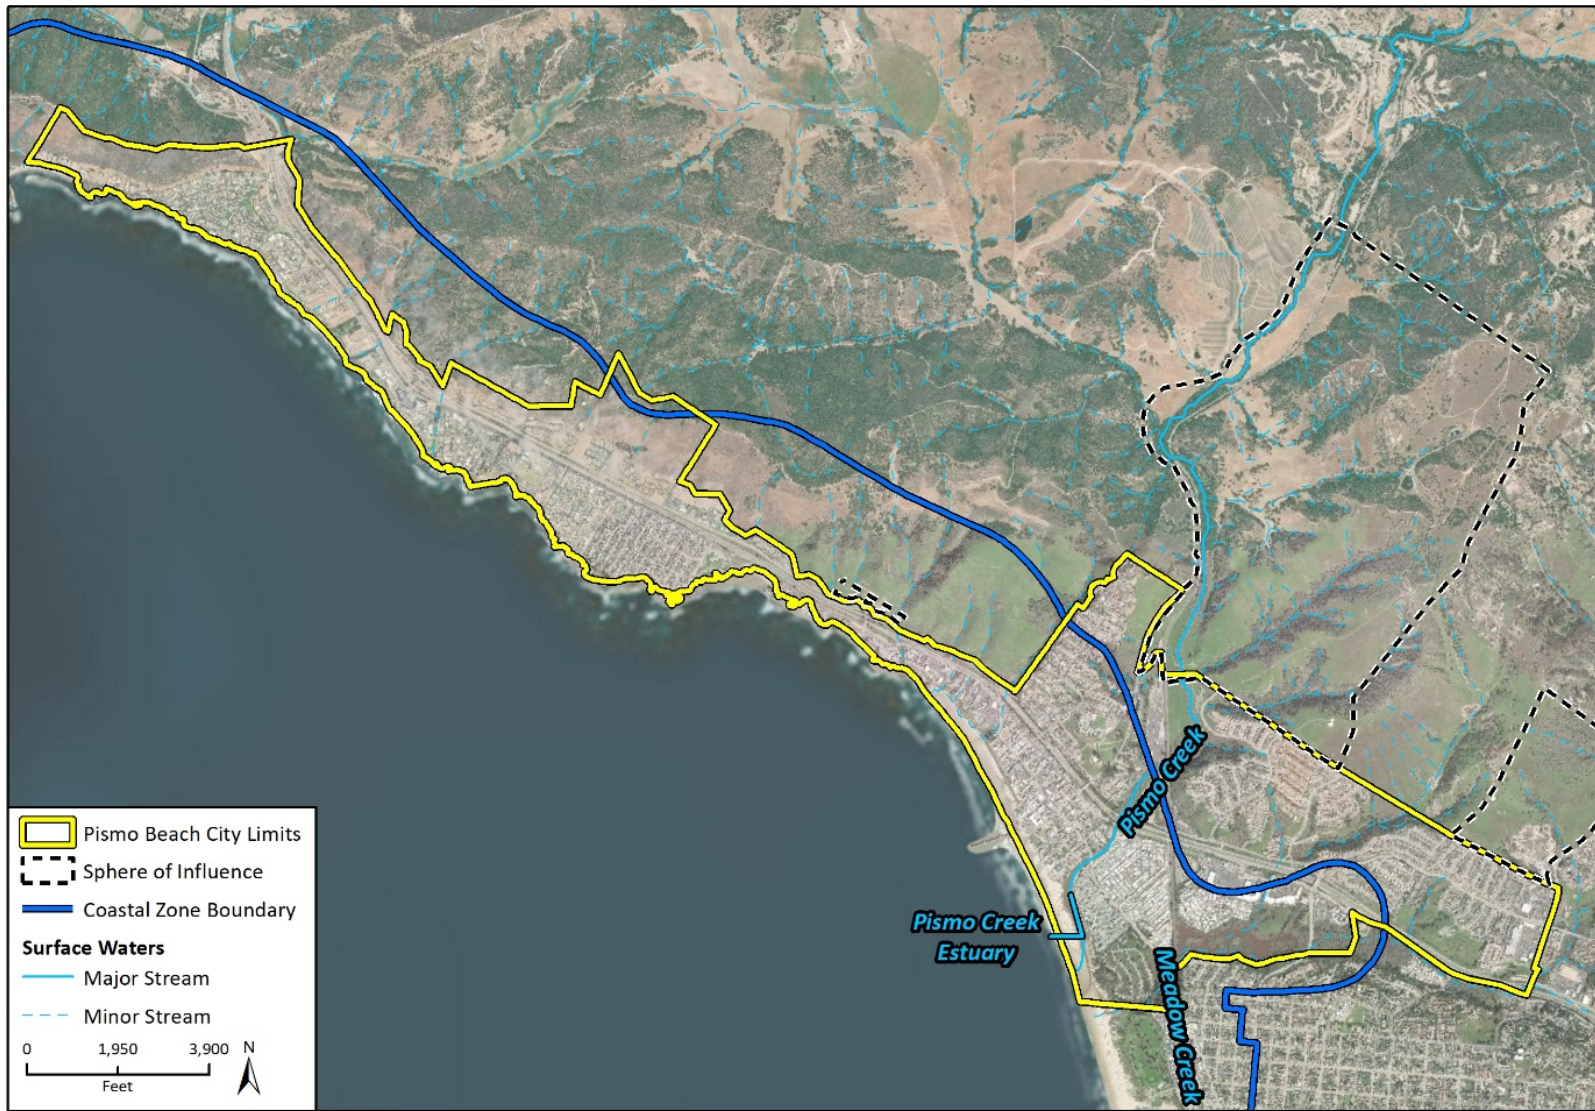 Pismo Creek
Pismo Creek
Estuary
Meadow Creek
Pismo Beach City Limits
Sphere of Influence
Coastal Zone Boundary
Surface Waters
Major Stream
Minor Stream
0 1,950 3,900
Feet
N